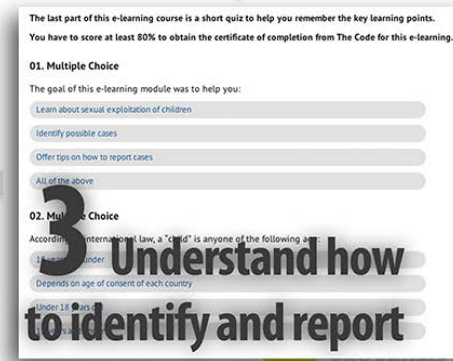 The last part of this e-learning course is a short quiz to help you remember the key learning points.
You have to score at least 80% to obtain the certificate of completion from The Code for this e-learning.
01. Multiple Choice
The goal of this e-learning module was to help you:
Learn about sexual exploitation of children
Identify possible cases
Offer tips on how to report cases
All of the above
02. Multiple Choice
According international law, a "child" is anyone of the following
under
Depends on age of consent of each country
Under 18 years
3 Understand how
to identify and report